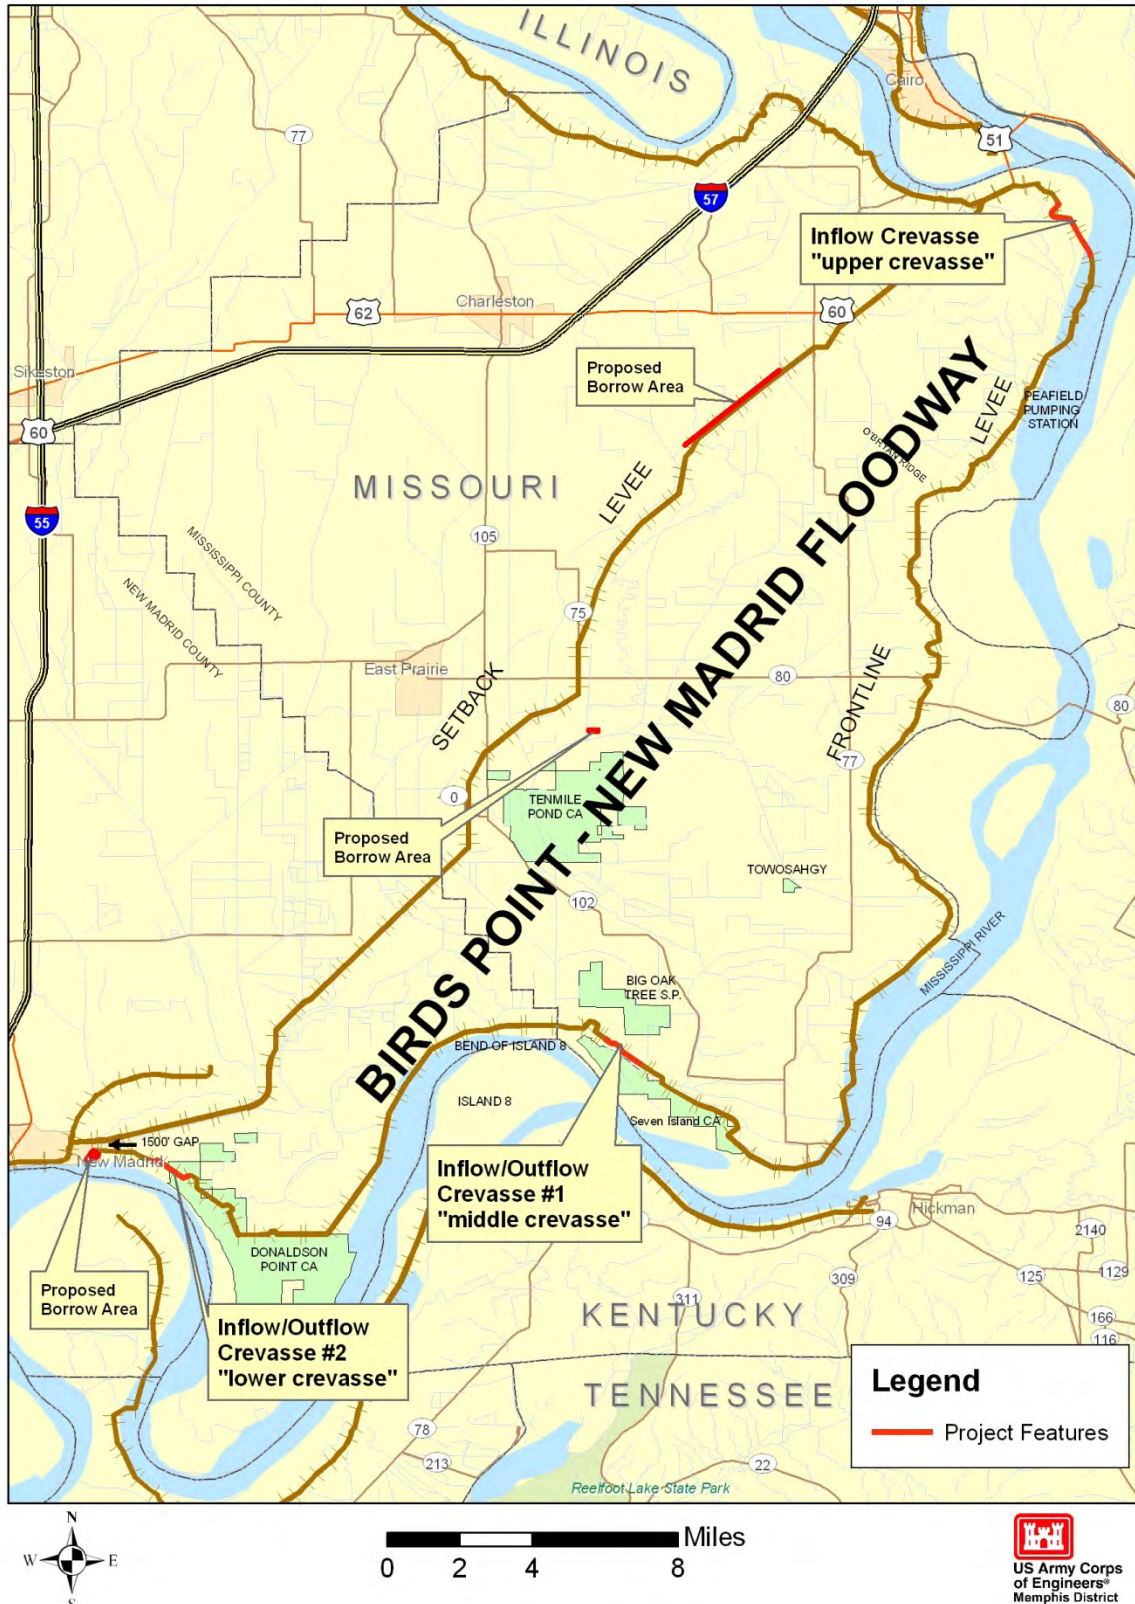 ILLINOIS
Cairo
77
51
57
Inflow Crevasse
"upper crevasse"
Charleston
62
60
Proposed
Borrow Area
Sikeston
60
PEAFIELD
PUMPING
STATION
LEVEE
O'BRYAN RIDGE
MISSOURI
LEVEE
55
105
MISSISSIPPI COUNTY
NEW MADRID COUNTY
75
East Prairie
80
80
SETBACK
FRONTLINE
77
BIRDS POINT - NEW MADRID FLOODWAY
0
TENMILE
POND CA
Proposed
Borrow Area
TOWOSAHGY
102
MISSISSIPPI RIVER
BIG OAK
TREE S.P.
BEND OF ISLAND 8
ISLAND 8
Seven Island CA
1500' GAP
New Madrid
Inflow/Outflow
Crevasse #1
"middle crevasse"
Hickman
94
2140
DONALDSON
POINT CA
309
125
1129
Proposed
Borrow Area
311
166
116
Inflow/Outflow
Crevasse #2
"lower crevasse"
KENTUCKY
TENNESSEE
Legend
Project Features
78
213
22
Reelfoot Lake State Park
N
W E
S
Miles
0 2 4 8
US Army Corps
of Engineers®
Memphis District